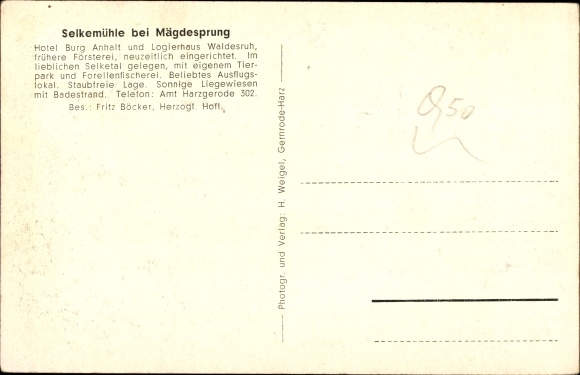 Selkemühle bei Mägdesprung
Hotel Burg Anhalt und Logierhaus Waldesruh,
frühere Försterei, neuzeitlich eingerichtet. Im
lieblichen Selketal gelegen, mit eigenem Tier-
park und Forellenfischerei. Beliebtes Ausflugs-
lokal. Staubfreie Lage. Sonnige Liegewiesen
mit Badestrand. Telefon: Amt Harzgerode 302.
Bes.: Fritz Böcker, Herzogl. Hofl.
Photogr. und Verlag: H. Weigel, Gernrode-Harz
0,50